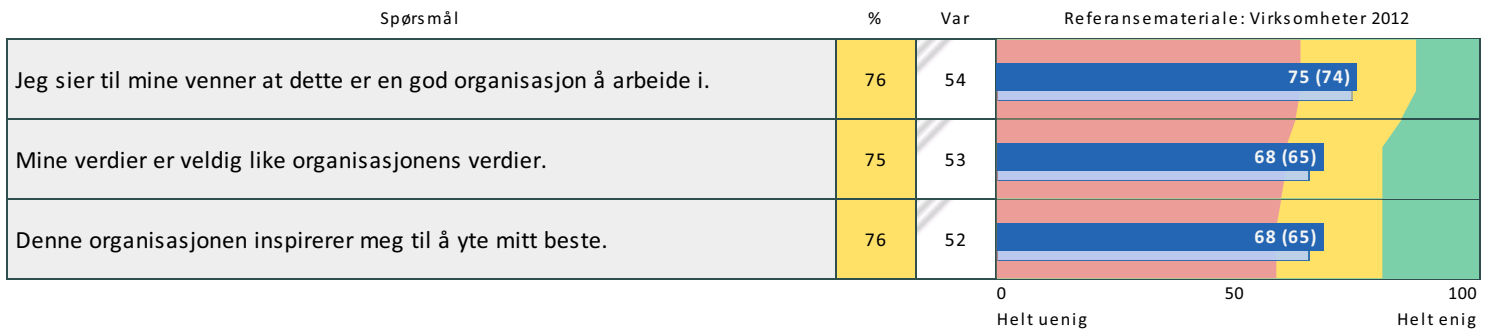 Spørsmål % Var Referansemateriale: Virksomheter 2012
Jeg sier til mine venner at dette er en god organisasjon å arbeide i. 76 54 75 (74)
Mine verdier er veldig like organisasjonens verdier. 75 53 68 (65)
Denne organisasjonen inspirerer meg til å yte mitt beste. 76 52 68 (65)
0 50 100
Helt uenig Helt enig